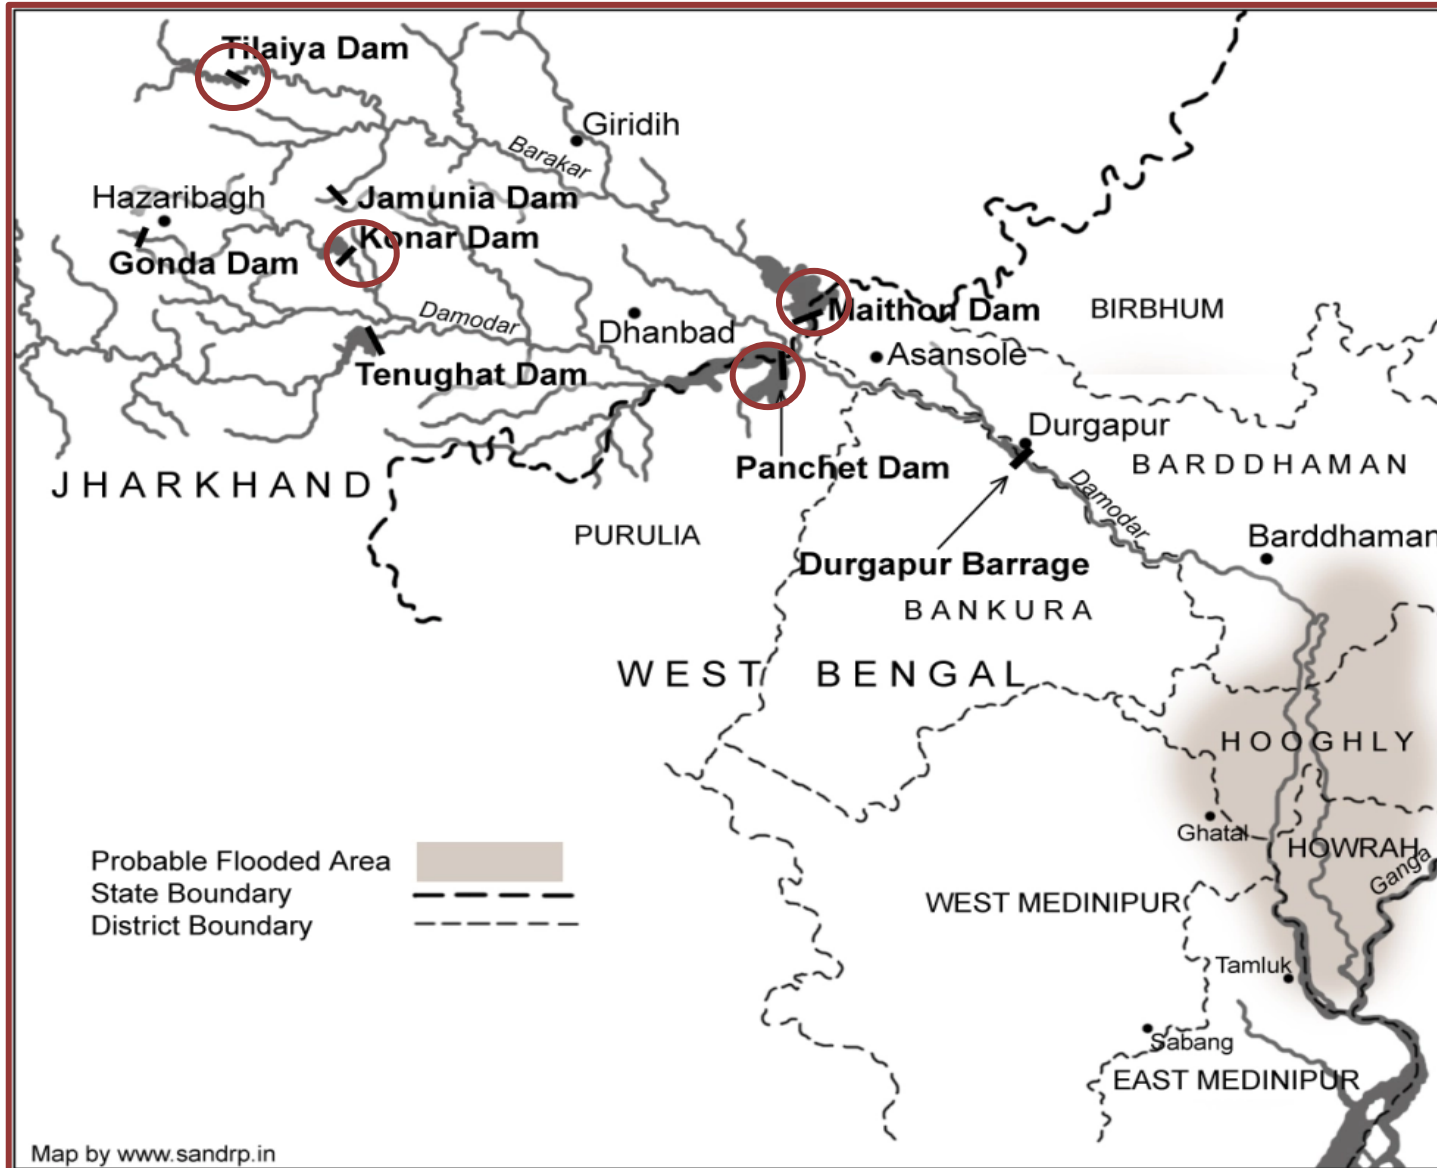 Tilaiya Dam
Giridih
Barakar
Hazaribagh
Jamunia Dam
Konar Dam
Gonda Dam
Damodar
Dhanbad
Maithon Dam
BIRBHUM
Asansole
Tenughat Dam
Durgapur
Panchet Dam
BARDDHAMAN
JHARKHAND
Damodar
PURULIA
Barddhaman
Durgapur Barrage
BANKURA
WEST BENGAL
HOOGHLY
Ghatal
HOWRAH
Ganga
Probable Flooded Area
State Boundary
District Boundary
WEST MEDINIPUR
Tamluk
Sabang
EAST MEDINIPUR
Map by www.sandrp.in